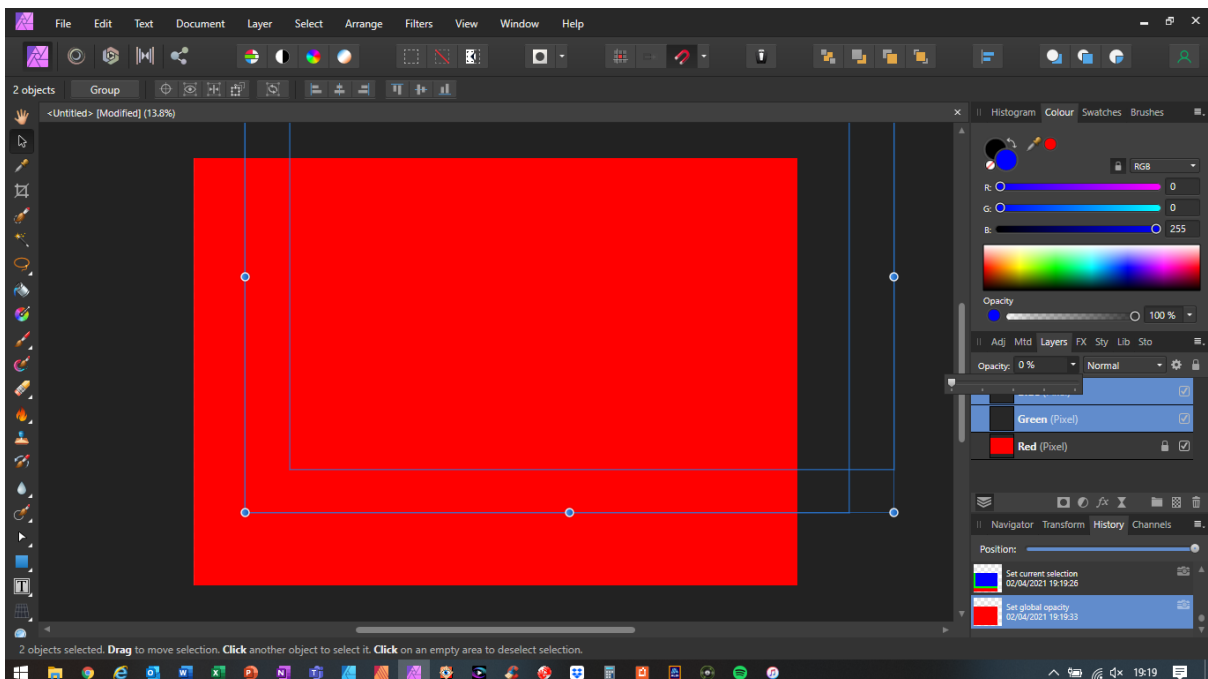 File Edit Text Document Layer Select Arrange Filters View Window Help
2 objects Group
<Untitled> [Modified] (13.8%)
Histogram Colour Swatches Brushes
RGB
R: 0
G: 0
B: 255
Opacity
100 %
Adj Mtd Layers FX Sty Lib Sto
Opacity: 0 % Normal
Green (Pixel)
Red (Pixel)
Navigator Transform History Channels
Position:
Set current selection
02/04/2021 19:19:26
Set global opacity
02/04/2021 19:19:33
2 objects selected. Drag to move selection. Click another object to select it. Click on an empty area to deselect selection.
19:19